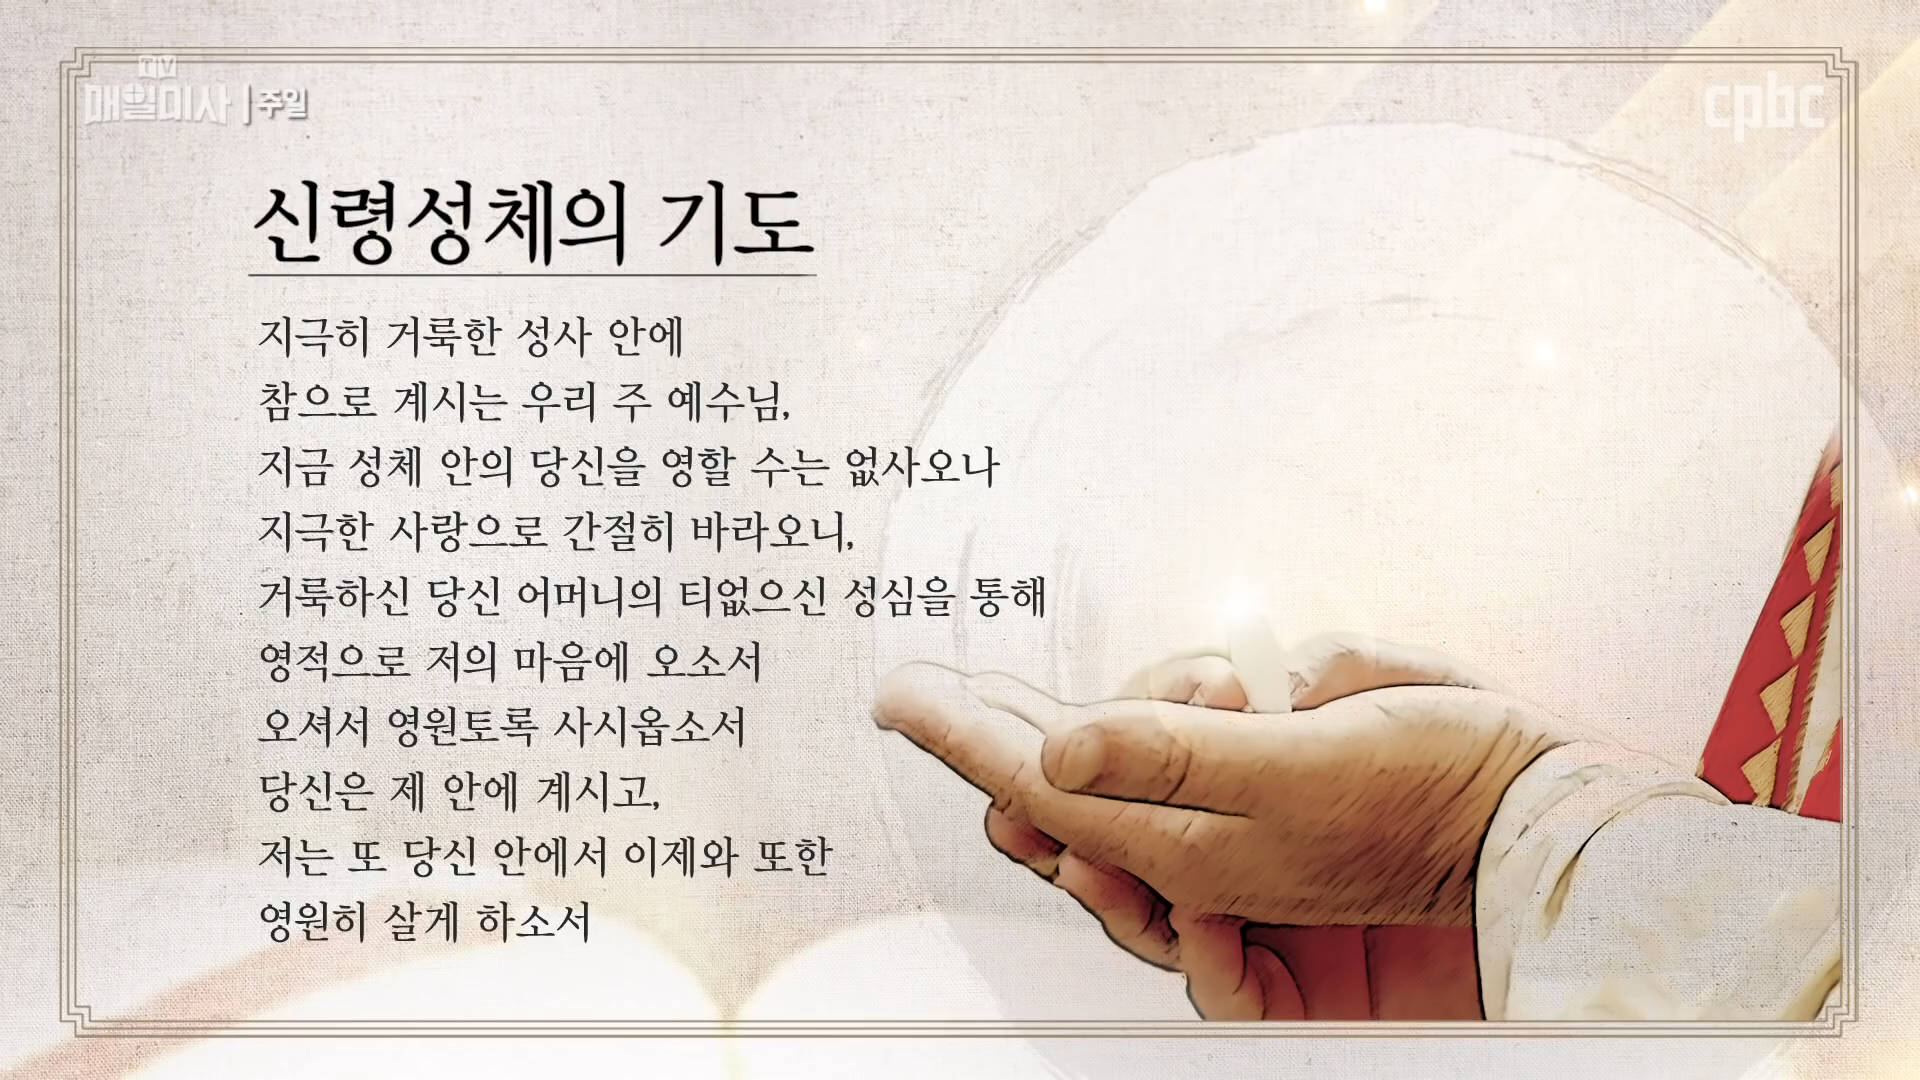 TV
매일미사 | 주일
cpbc
신령성체의 기도
지극히 거룩한 성사 안에
참으로 계시는 우리 주 예수님,
지금 성체 안의 당신을 영할 수는 없사오나
지극한 사랑으로 간절히 바라오니,
거룩하신 당신 어머니의 티없으신 성심을 통해
영적으로 저의 마음에 오소서
오셔서 영원토록 사시옵소서
당신은 제 안에 계시고,
저는 또 당신 안에서 이제와 또한
영원히 살게 하소서